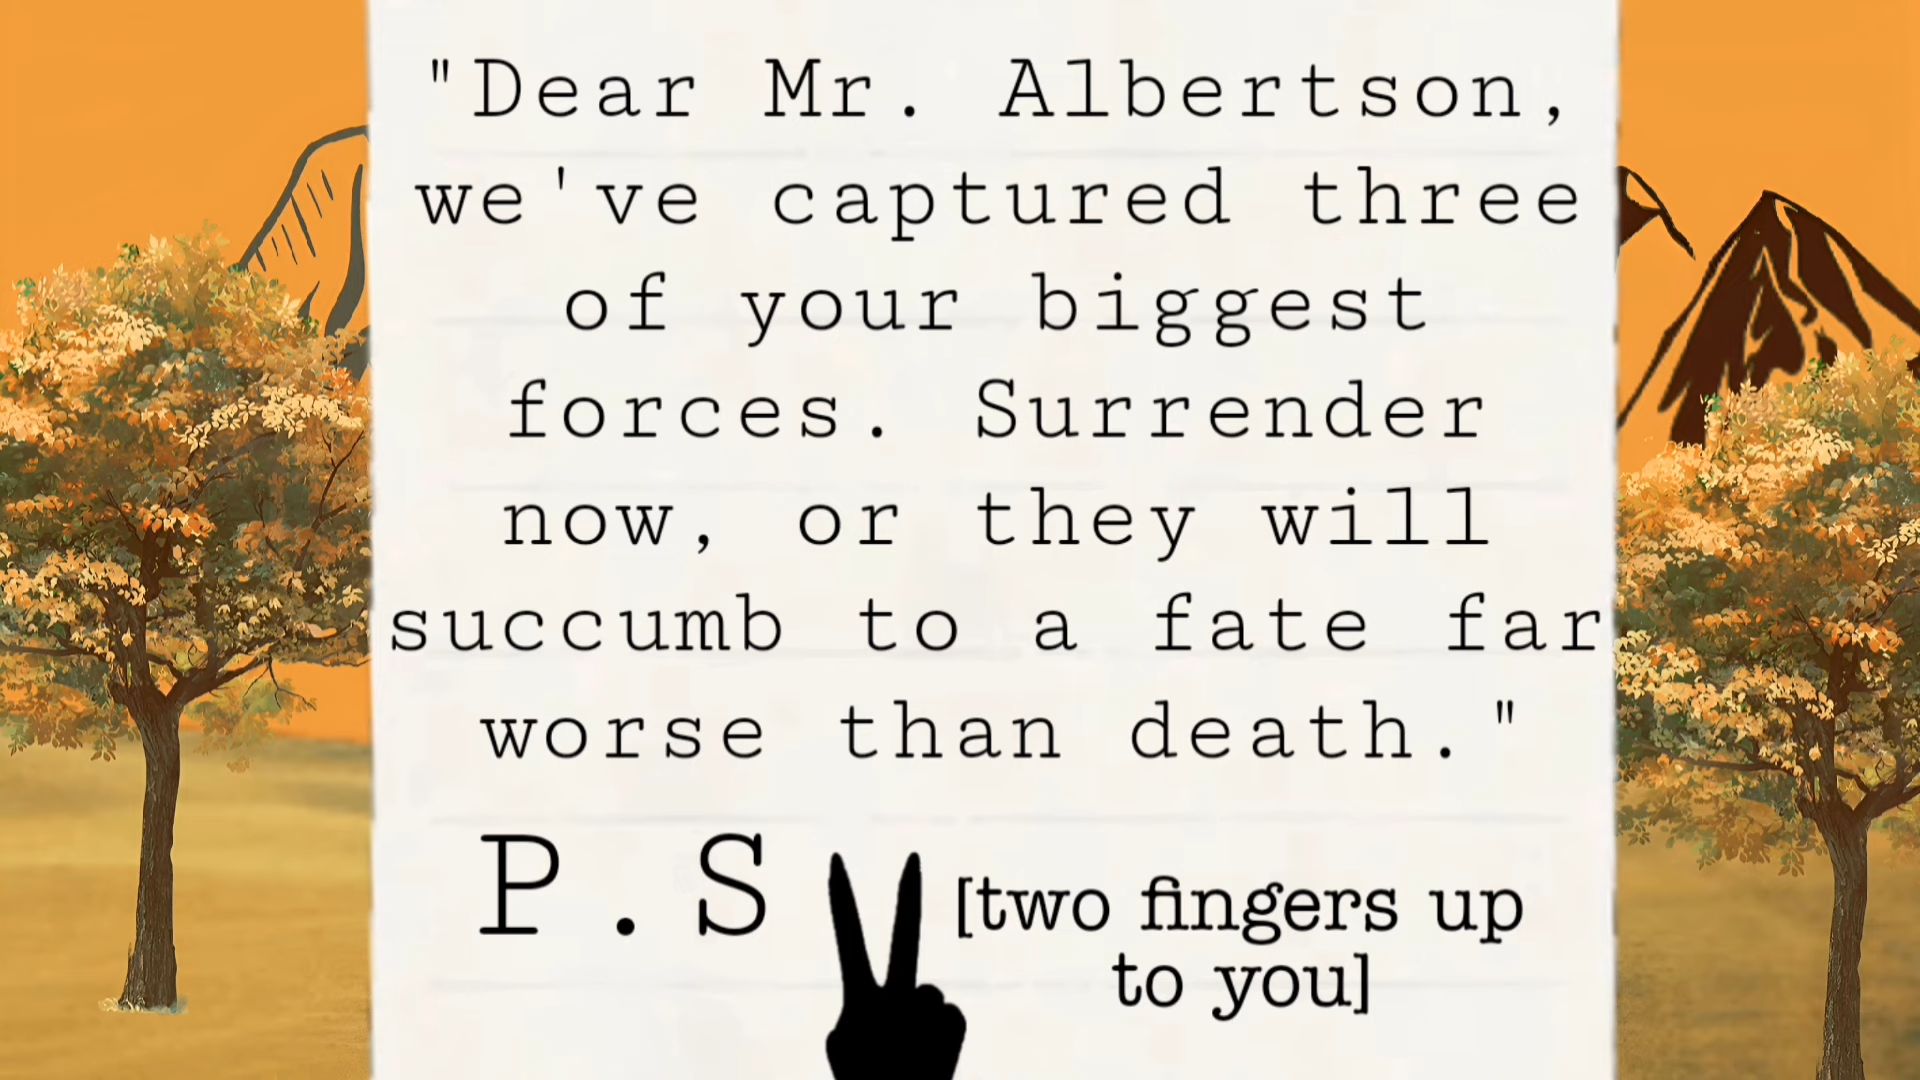 "Dear Mr. Albertson,
we've captured three
of your biggest
forces. Surrender
now, or they will
succumb to a fate far
worse than death."
P.S [two fingers up
to you]